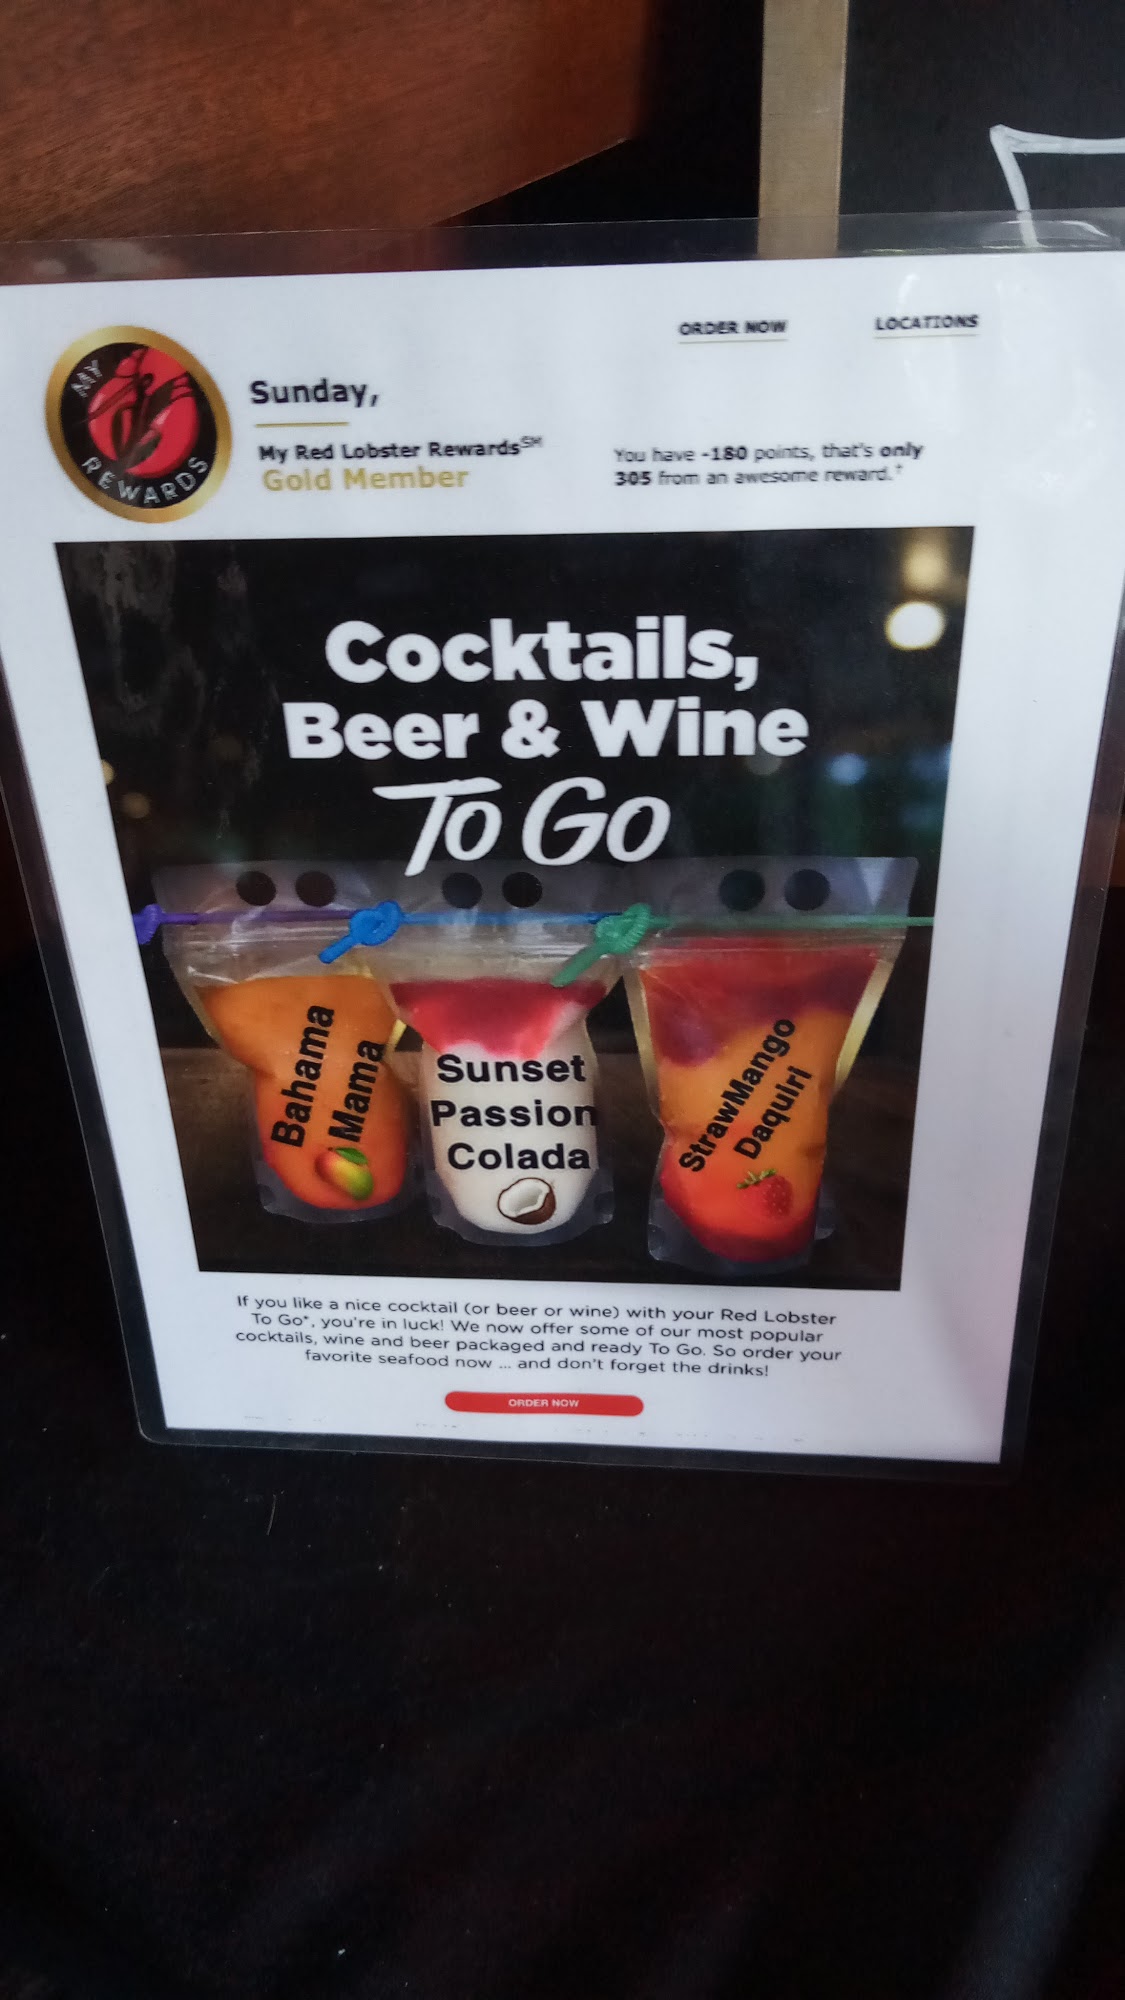 ORDER NOW
LOCATIONS
MY
REWARDS
Sunday,
My Red Lobster Rewards℠
Gold Member
You have -180 points, that's only
305 from an awesome reward.†
Cocktails,
Beer & Wine
To Go
Bahama
Mama
Sunset
Passion
Colada
StrawMango
Daquiri
If you like a nice cocktail (or beer or wine) with your Red Lobster
To Go*, you're in luck! We now offer some of our most popular
cocktails, wine and beer packaged and ready To Go. So order your
favorite seafood now ... and don't forget the drinks!
ORDER NOW